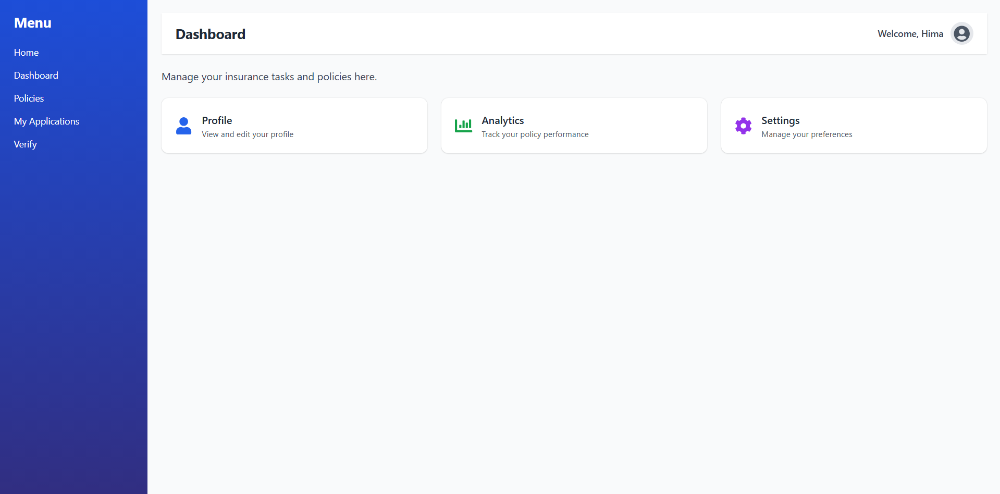 Menu
Home
Dashboard
Policies
My Applications
Verify
Dashboard
Welcome, Hima
Manage your insurance tasks and policies here.
Profile
View and edit your profile
Analytics
Track your policy performance
Settings
Manage your preferences